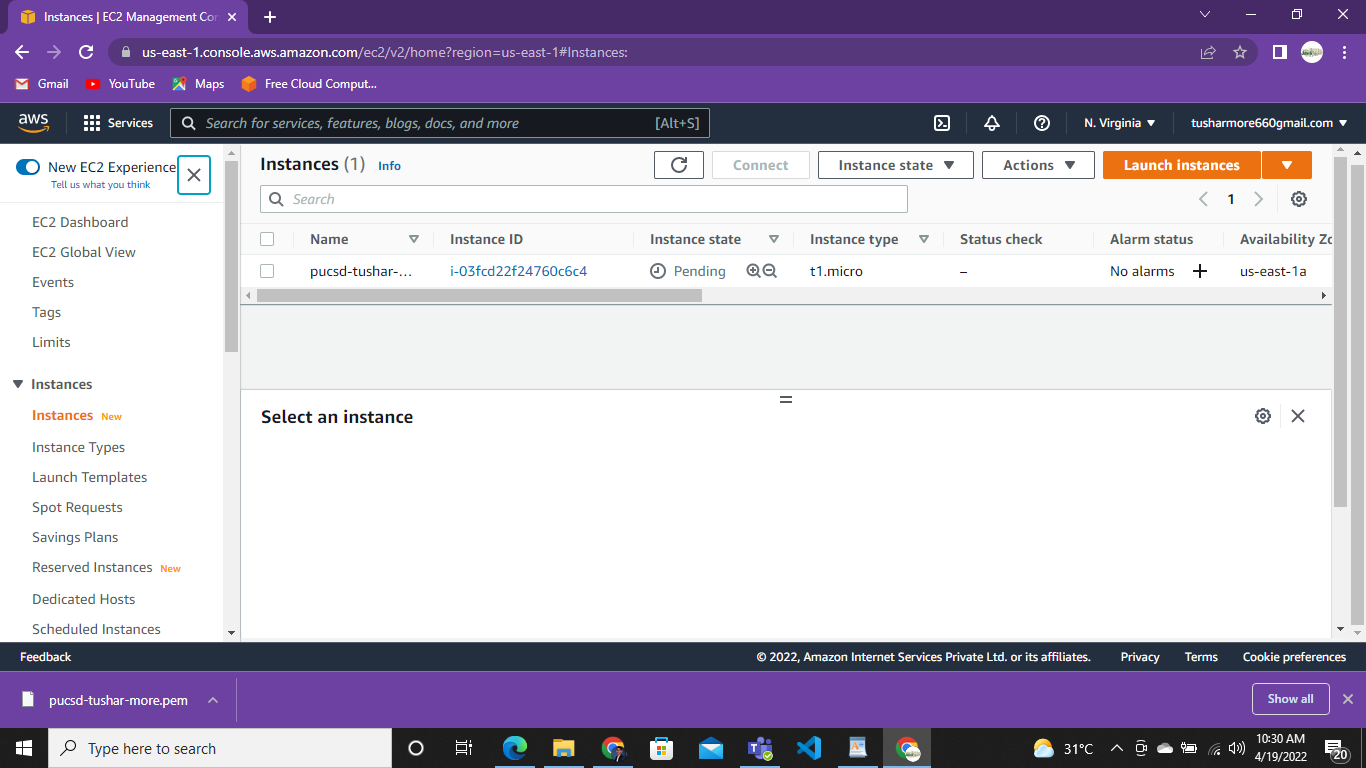 Instances | EC2 Management Con
us-east-1.console.aws.amazon.com/ec2/v2/home?region=us-east-1#Instances:
Gmail YouTube Maps Free Cloud Comput...
aws Services Search for services, features, blogs, docs, and more [Alt+S] N. Virginia tusharmore660gmail.com
New EC2 Experience
Tell us what you think
EC2 Dashboard
EC2 Global View
Events
Tags
Limits
Instances
Instances New
Instance Types
Launch Templates
Spot Requests
Savings Plans
Reserved Instances New
Dedicated Hosts
Scheduled Instances
Instances (1) Info Connect Instance state Actions Launch instances
Search 1
Name Instance ID Instance state Instance type Status check Alarm status Availability Zo
pucsd-tushar-... i-03fcd22f24760c6c4 Pending t1.micro – No alarms + us-east-1a
Select an instance
Feedback © 2022, Amazon Internet Services Private Ltd. or its affiliates. Privacy Terms Cookie preferences
pucsd-tushar-more.pem Show all
Type here to search 31°C 10:30 AM
4/19/2022 20